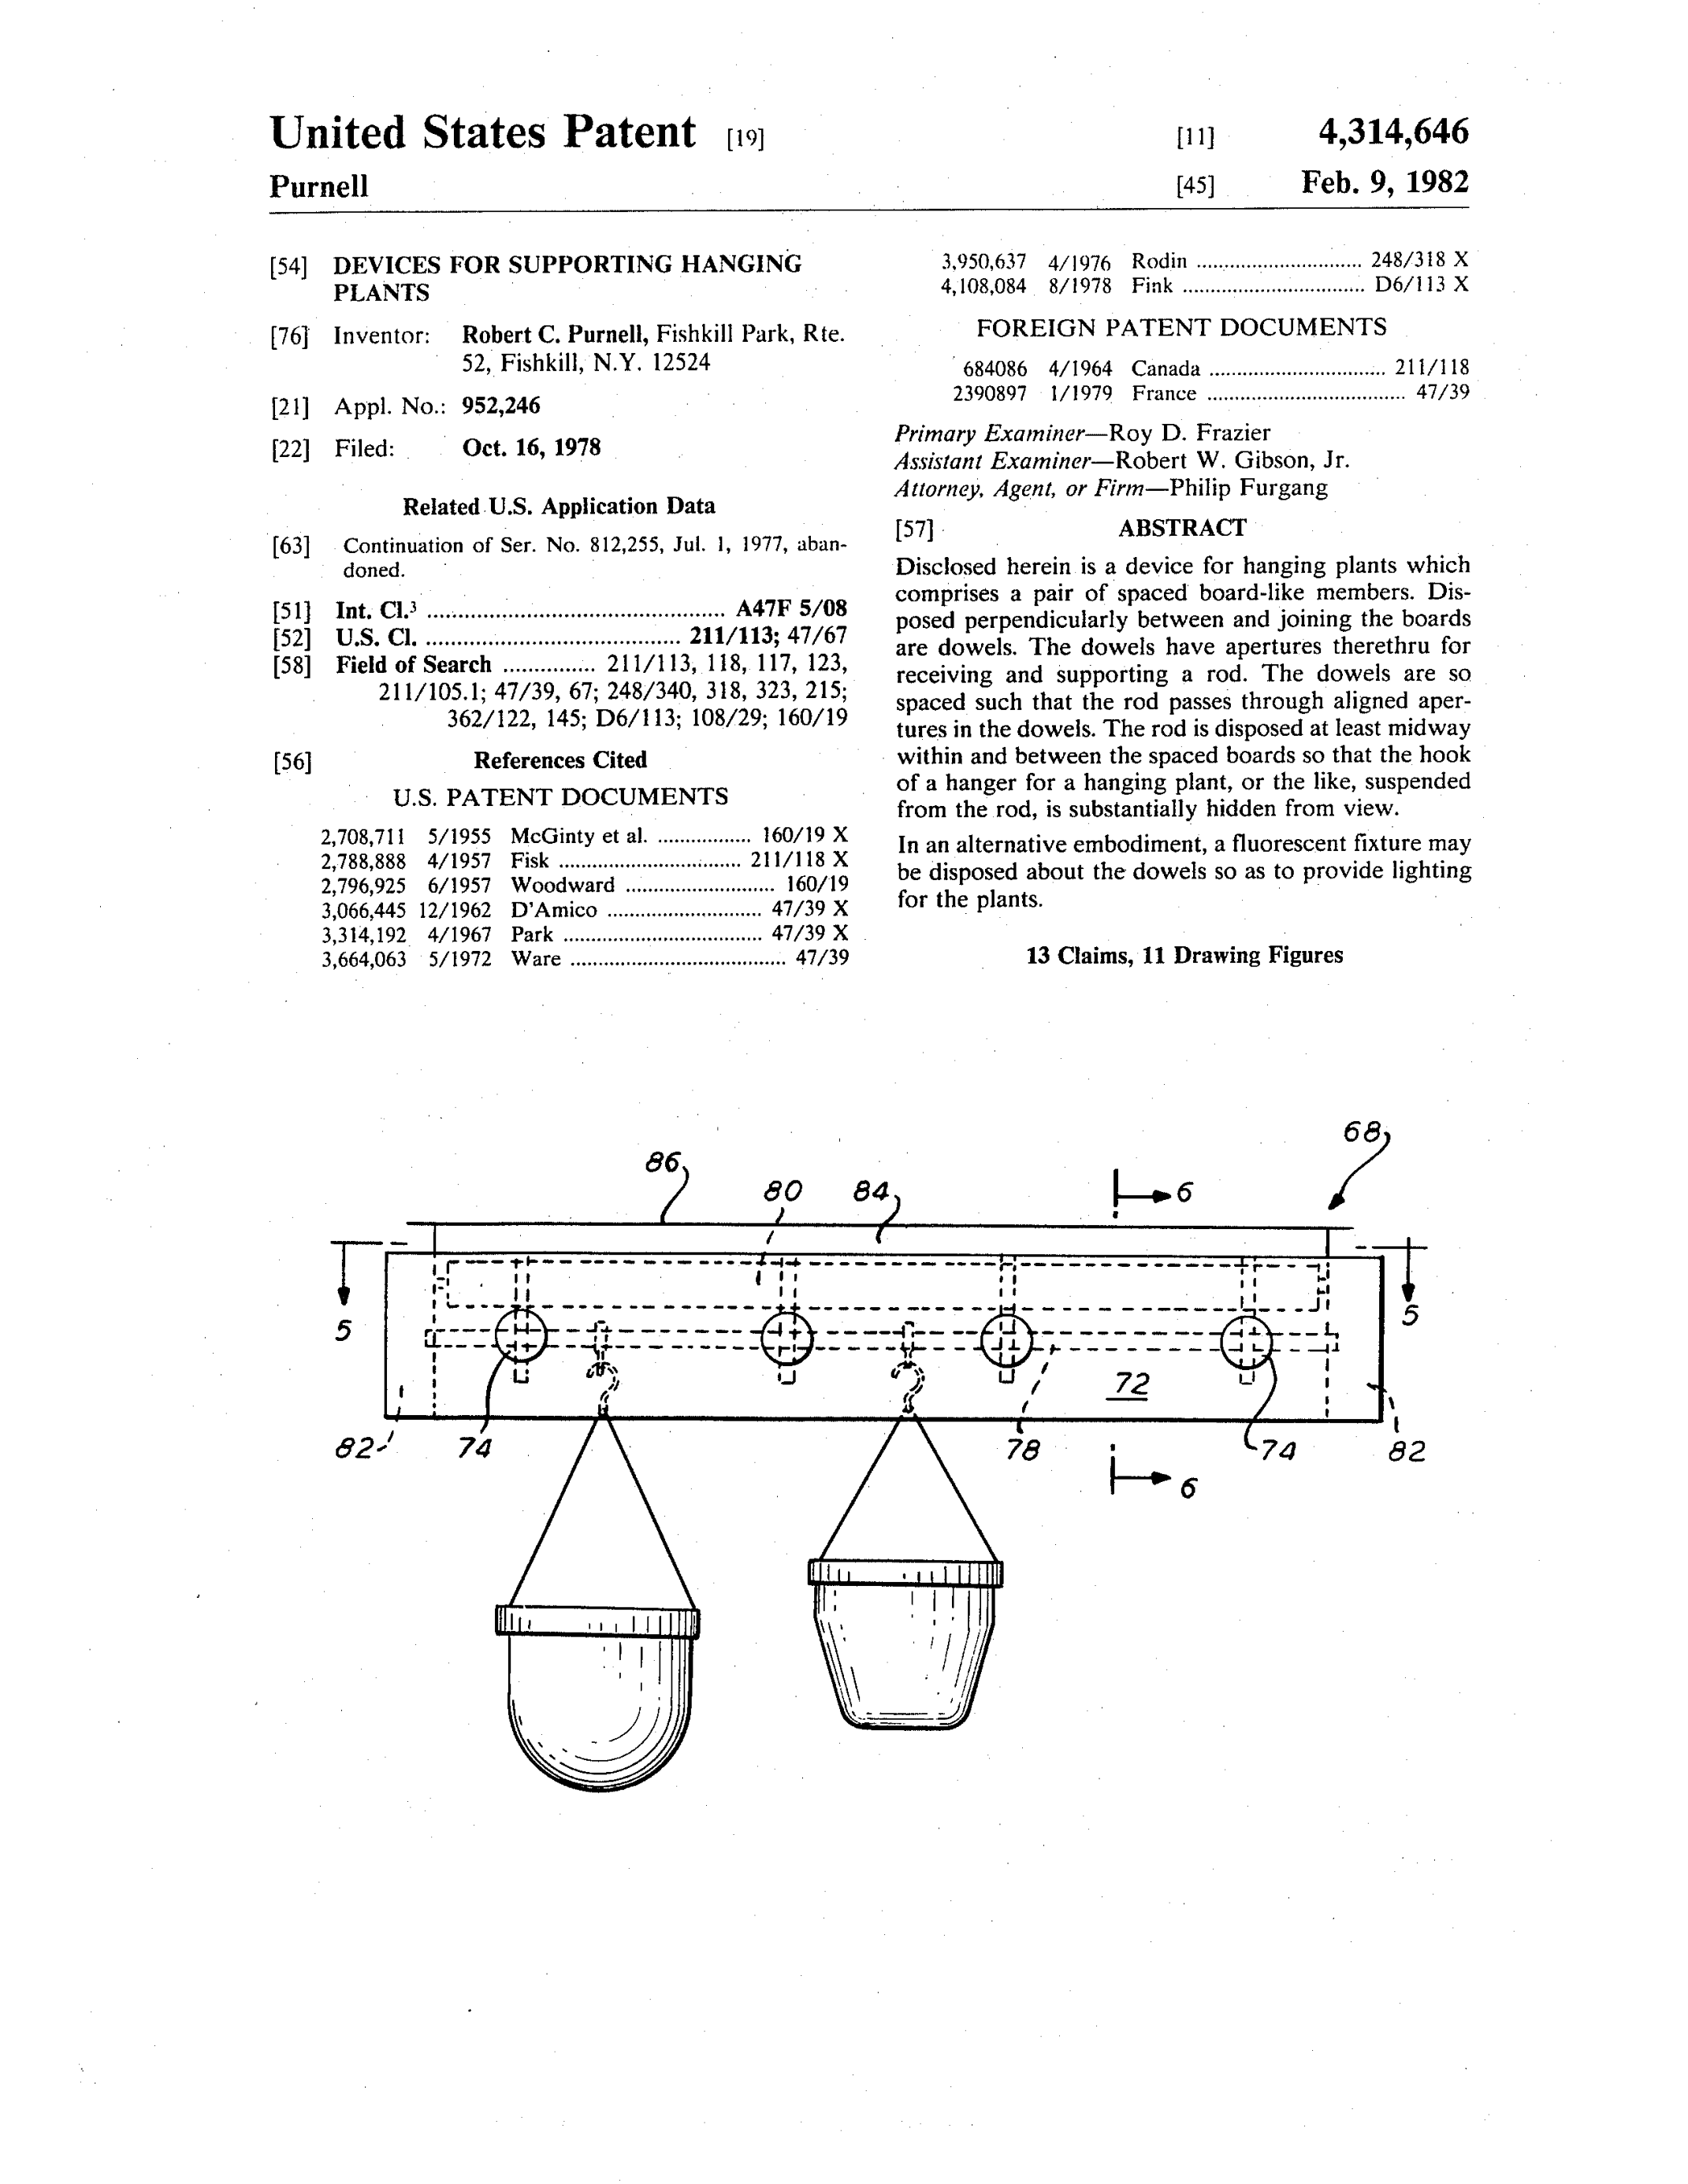 United States Patent [19]
[11] 4,314,646
Purnell
[45] Feb. 9, 1982
[54] DEVICES FOR SUPPORTING HANGING
PLANTS
[76] Inventor: Robert C. Purnell, Fishkill Park, Rte.
52, Fishkill, N.Y. 12524
[21] Appl. No.: 952,246
[22] Filed: Oct. 16, 1978
Related U.S. Application Data
[63] Continuation of Ser. No. 812,255, Jul. 1, 1977, aban-
doned.
[51] Int. Cl.³ ........................................... A47F 5/08
[52] U.S. Cl. ..................................... 211/113; 47/67
[58] Field of Search .............. 211/113, 118, 117, 123,
211/105.1; 47/39, 67; 248/340, 318, 323, 215;
362/122, 145; D6/113; 108/29; 160/19
[56] References Cited
U.S. PATENT DOCUMENTS
2,708,711 5/1955 McGinty et al. ................. 160/19 X
2,788,888 4/1957 Fisk ................................. 211/118 X
2,796,925 6/1957 Woodward ........................... 160/19
3,066,445 12/1962 D'Amico ............................ 47/39 X
3,314,192 4/1967 Park .................................... 47/39 X
3,664,063 5/1972 Ware ....................................... 47/39
3,950,637 4/1976 Rodin .............................. 248/318 X
4,108,084 8/1978 Fink ................................. D6/113 X
FOREIGN PATENT DOCUMENTS
684086 4/1964 Canada ................................ 211/118
2390897 1/1979 France .................................... 47/39
Primary Examiner—Roy D. Frazier
Assistant Examiner—Robert W. Gibson, Jr.
Attorney, Agent, or Firm—Philip Furgang
[57] ABSTRACT
Disclosed herein is a device for hanging plants which
comprises a pair of spaced board-like members. Dis-
posed perpendicularly between and joining the boards
are dowels. The dowels have apertures therethru for
receiving and supporting a rod. The dowels are so
spaced such that the rod passes through aligned aper-
tures in the dowels. The rod is disposed at least midway
within and between the spaced boards so that the hook
of a hanger for a hanging plant, or the like, suspended
from the rod, is substantially hidden from view.
In an alternative embodiment, a fluorescent fixture may
be disposed about the dowels so as to provide lighting
for the plants.
13 Claims, 11 Drawing Figures
68
86
80 84 6
5 5
72
82 74 78 74 82
6